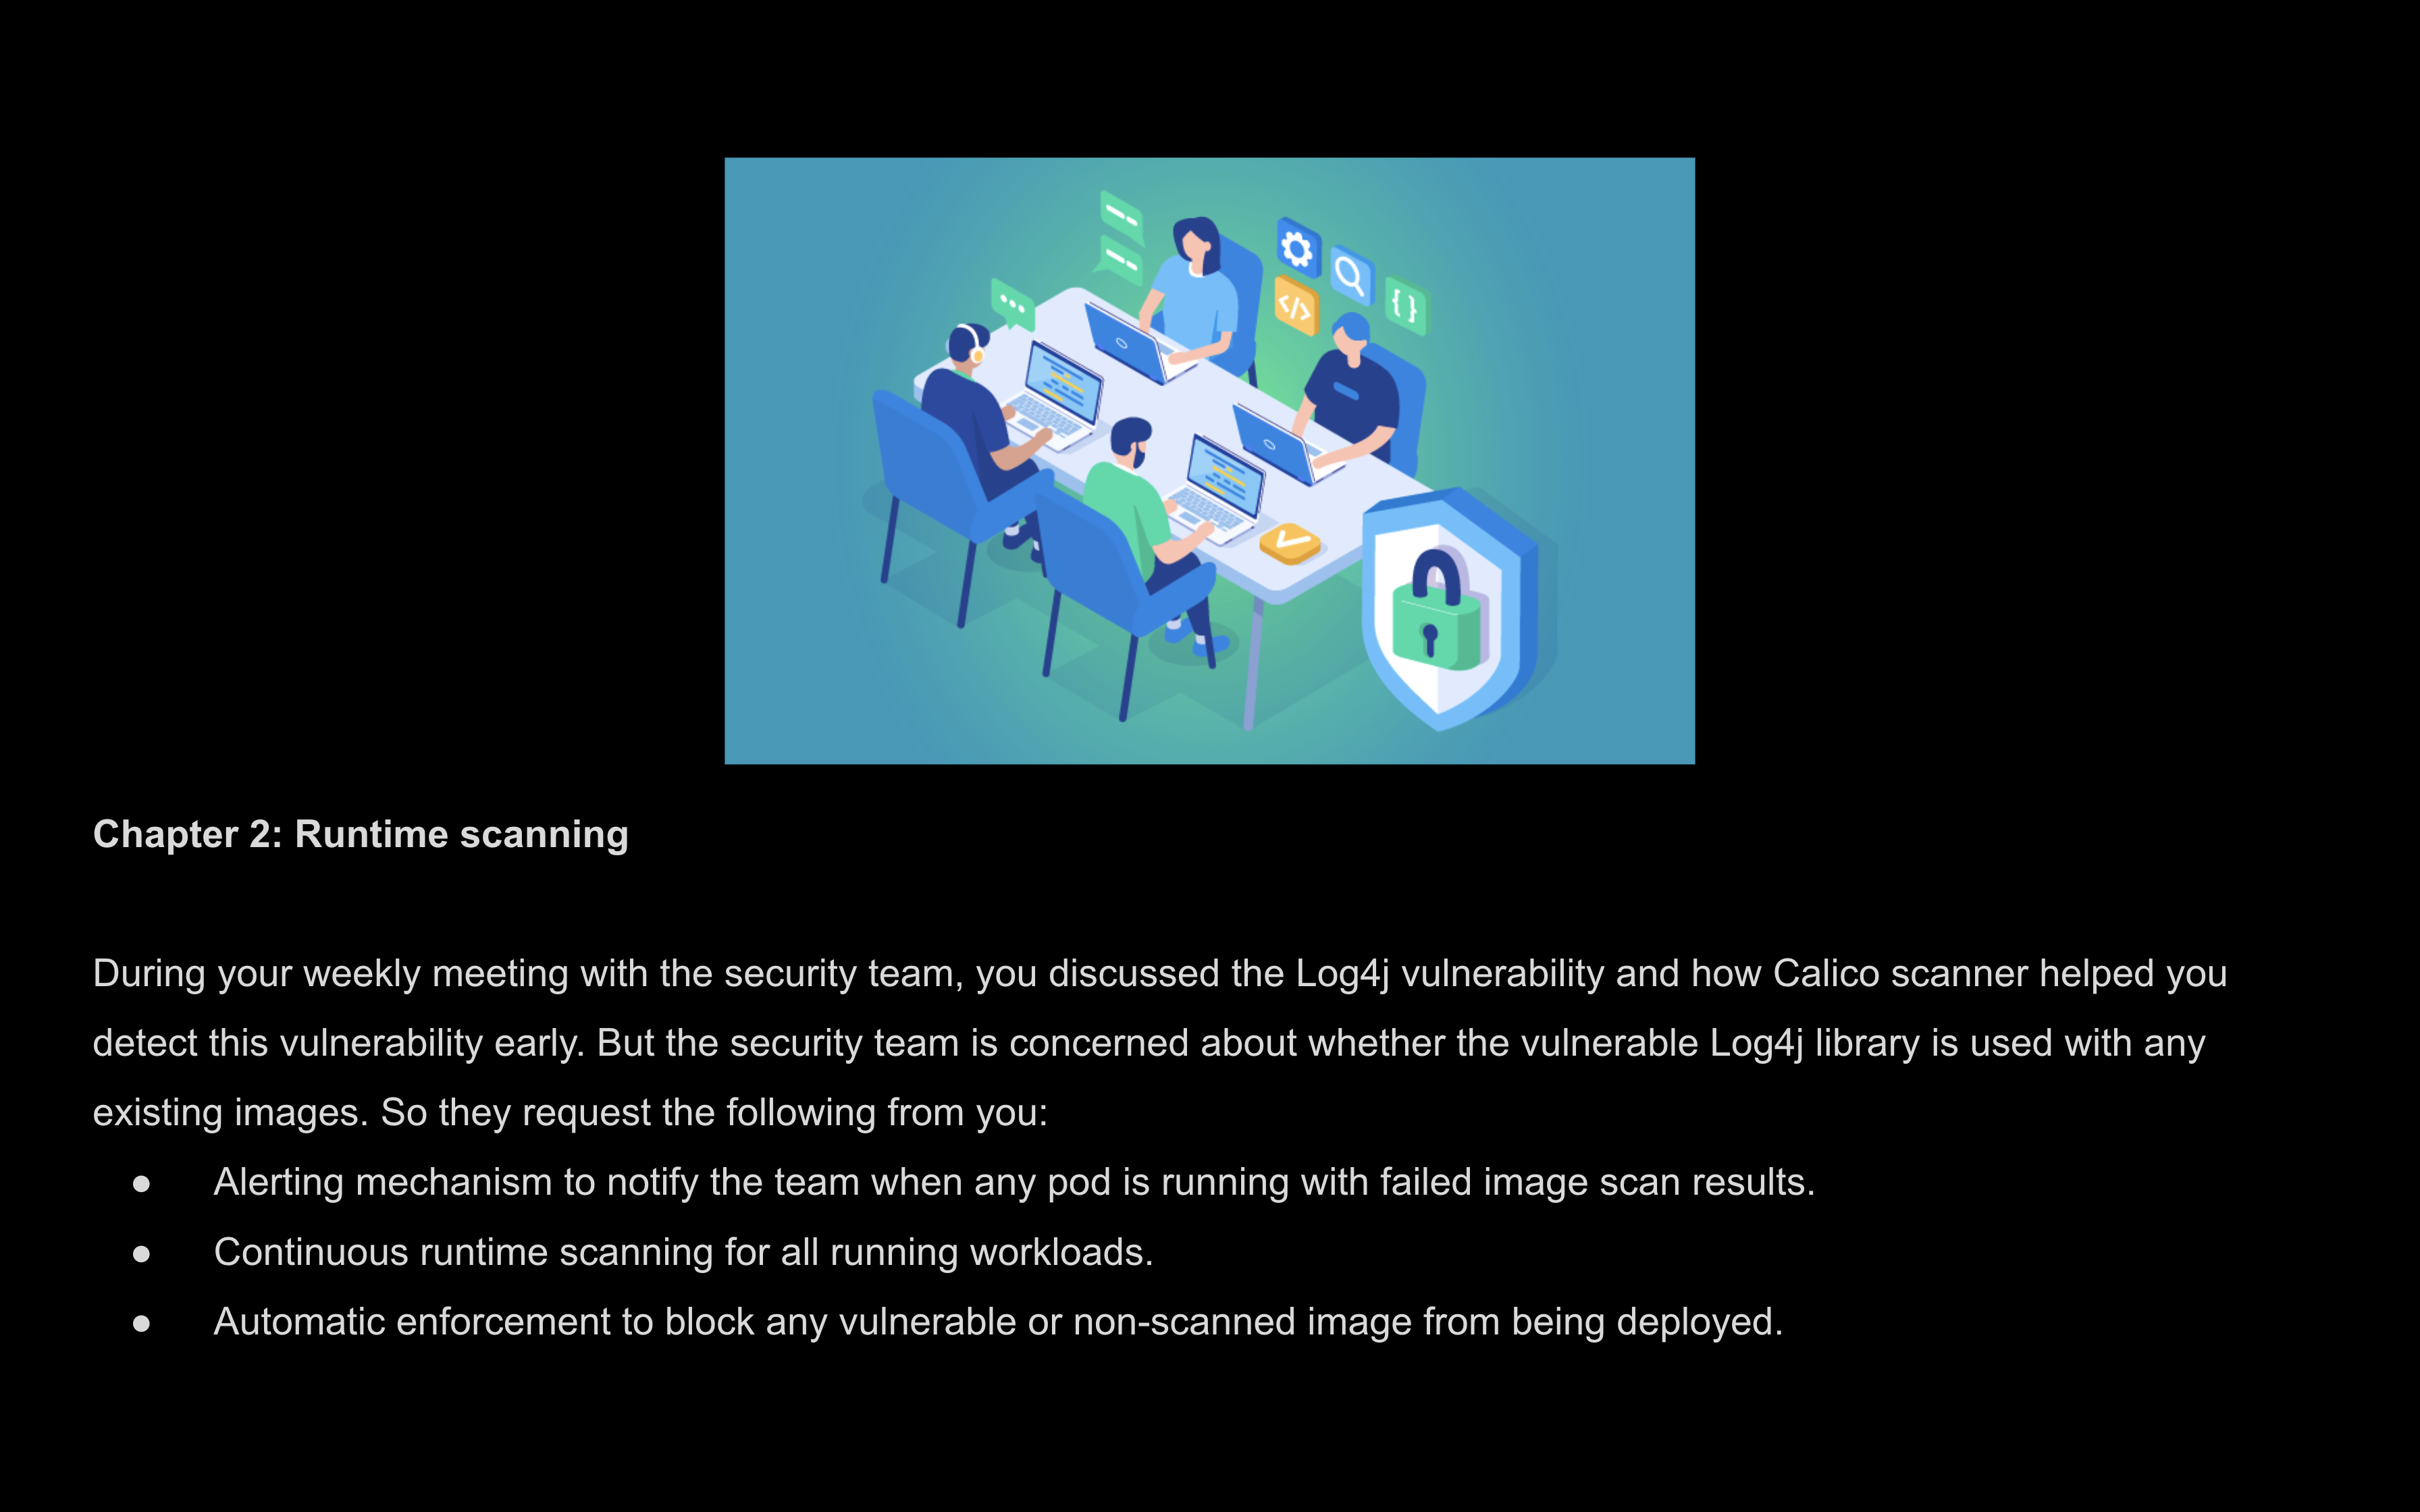 Chapter 2: Runtime scanning
During your weekly meeting with the security team, you discussed the Log4j vulnerability and how Calico scanner helped you
detect this vulnerability early. But the security team is concerned about whether the vulnerable Log4j library is used with any
existing images. So they request the following from you:
● Alerting mechanism to notify the team when any pod is running with failed image scan results.
● Continuous runtime scanning for all running workloads.
● Automatic enforcement to block any vulnerable or non-scanned image from being deployed.